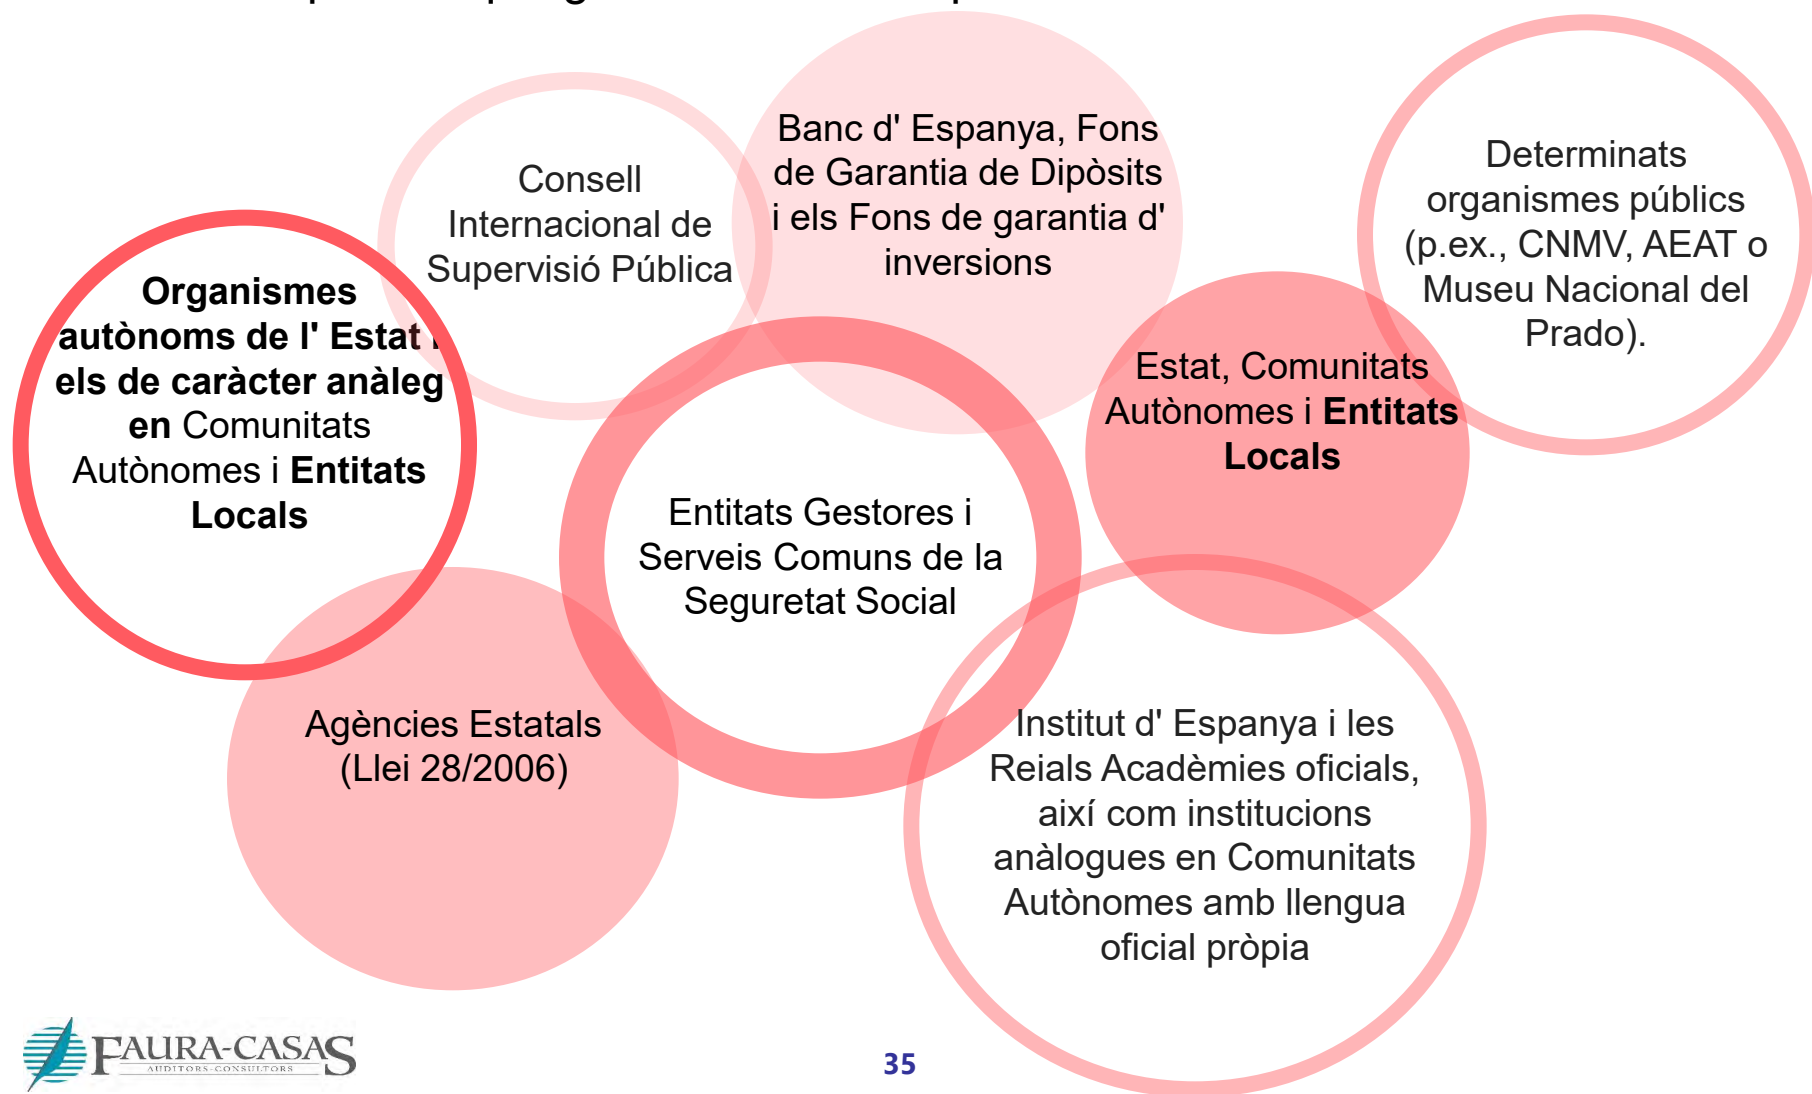 Consell
Internacional de
Supervisió Pública
Banc d' Espanya, Fons
de Garantia de Dipòsits
i els Fons de garantia d'
inversions
Determinats
organismes públics
(p.ex., CNMV, AEAT o
Museu Nacional del
Prado).
Organismes
autònoms de l' Estat i
els de caràcter anàleg
en Comunitats
Autònomes i Entitats
Locals
Estat, Comunitats
Autònomes i Entitats
Locals
Entitats Gestores i
Serveis Comuns de la
Seguretat Social
Agències Estatals
(Llei 28/2006)
Institut d' Espanya i les
Reials Acadèmies oficials,
així com institucions
anàlogues en Comunitats
Autònomes amb llengua
oficial pròpia
FAURA-CASAS
AUDITORS-CONSULTORS
35